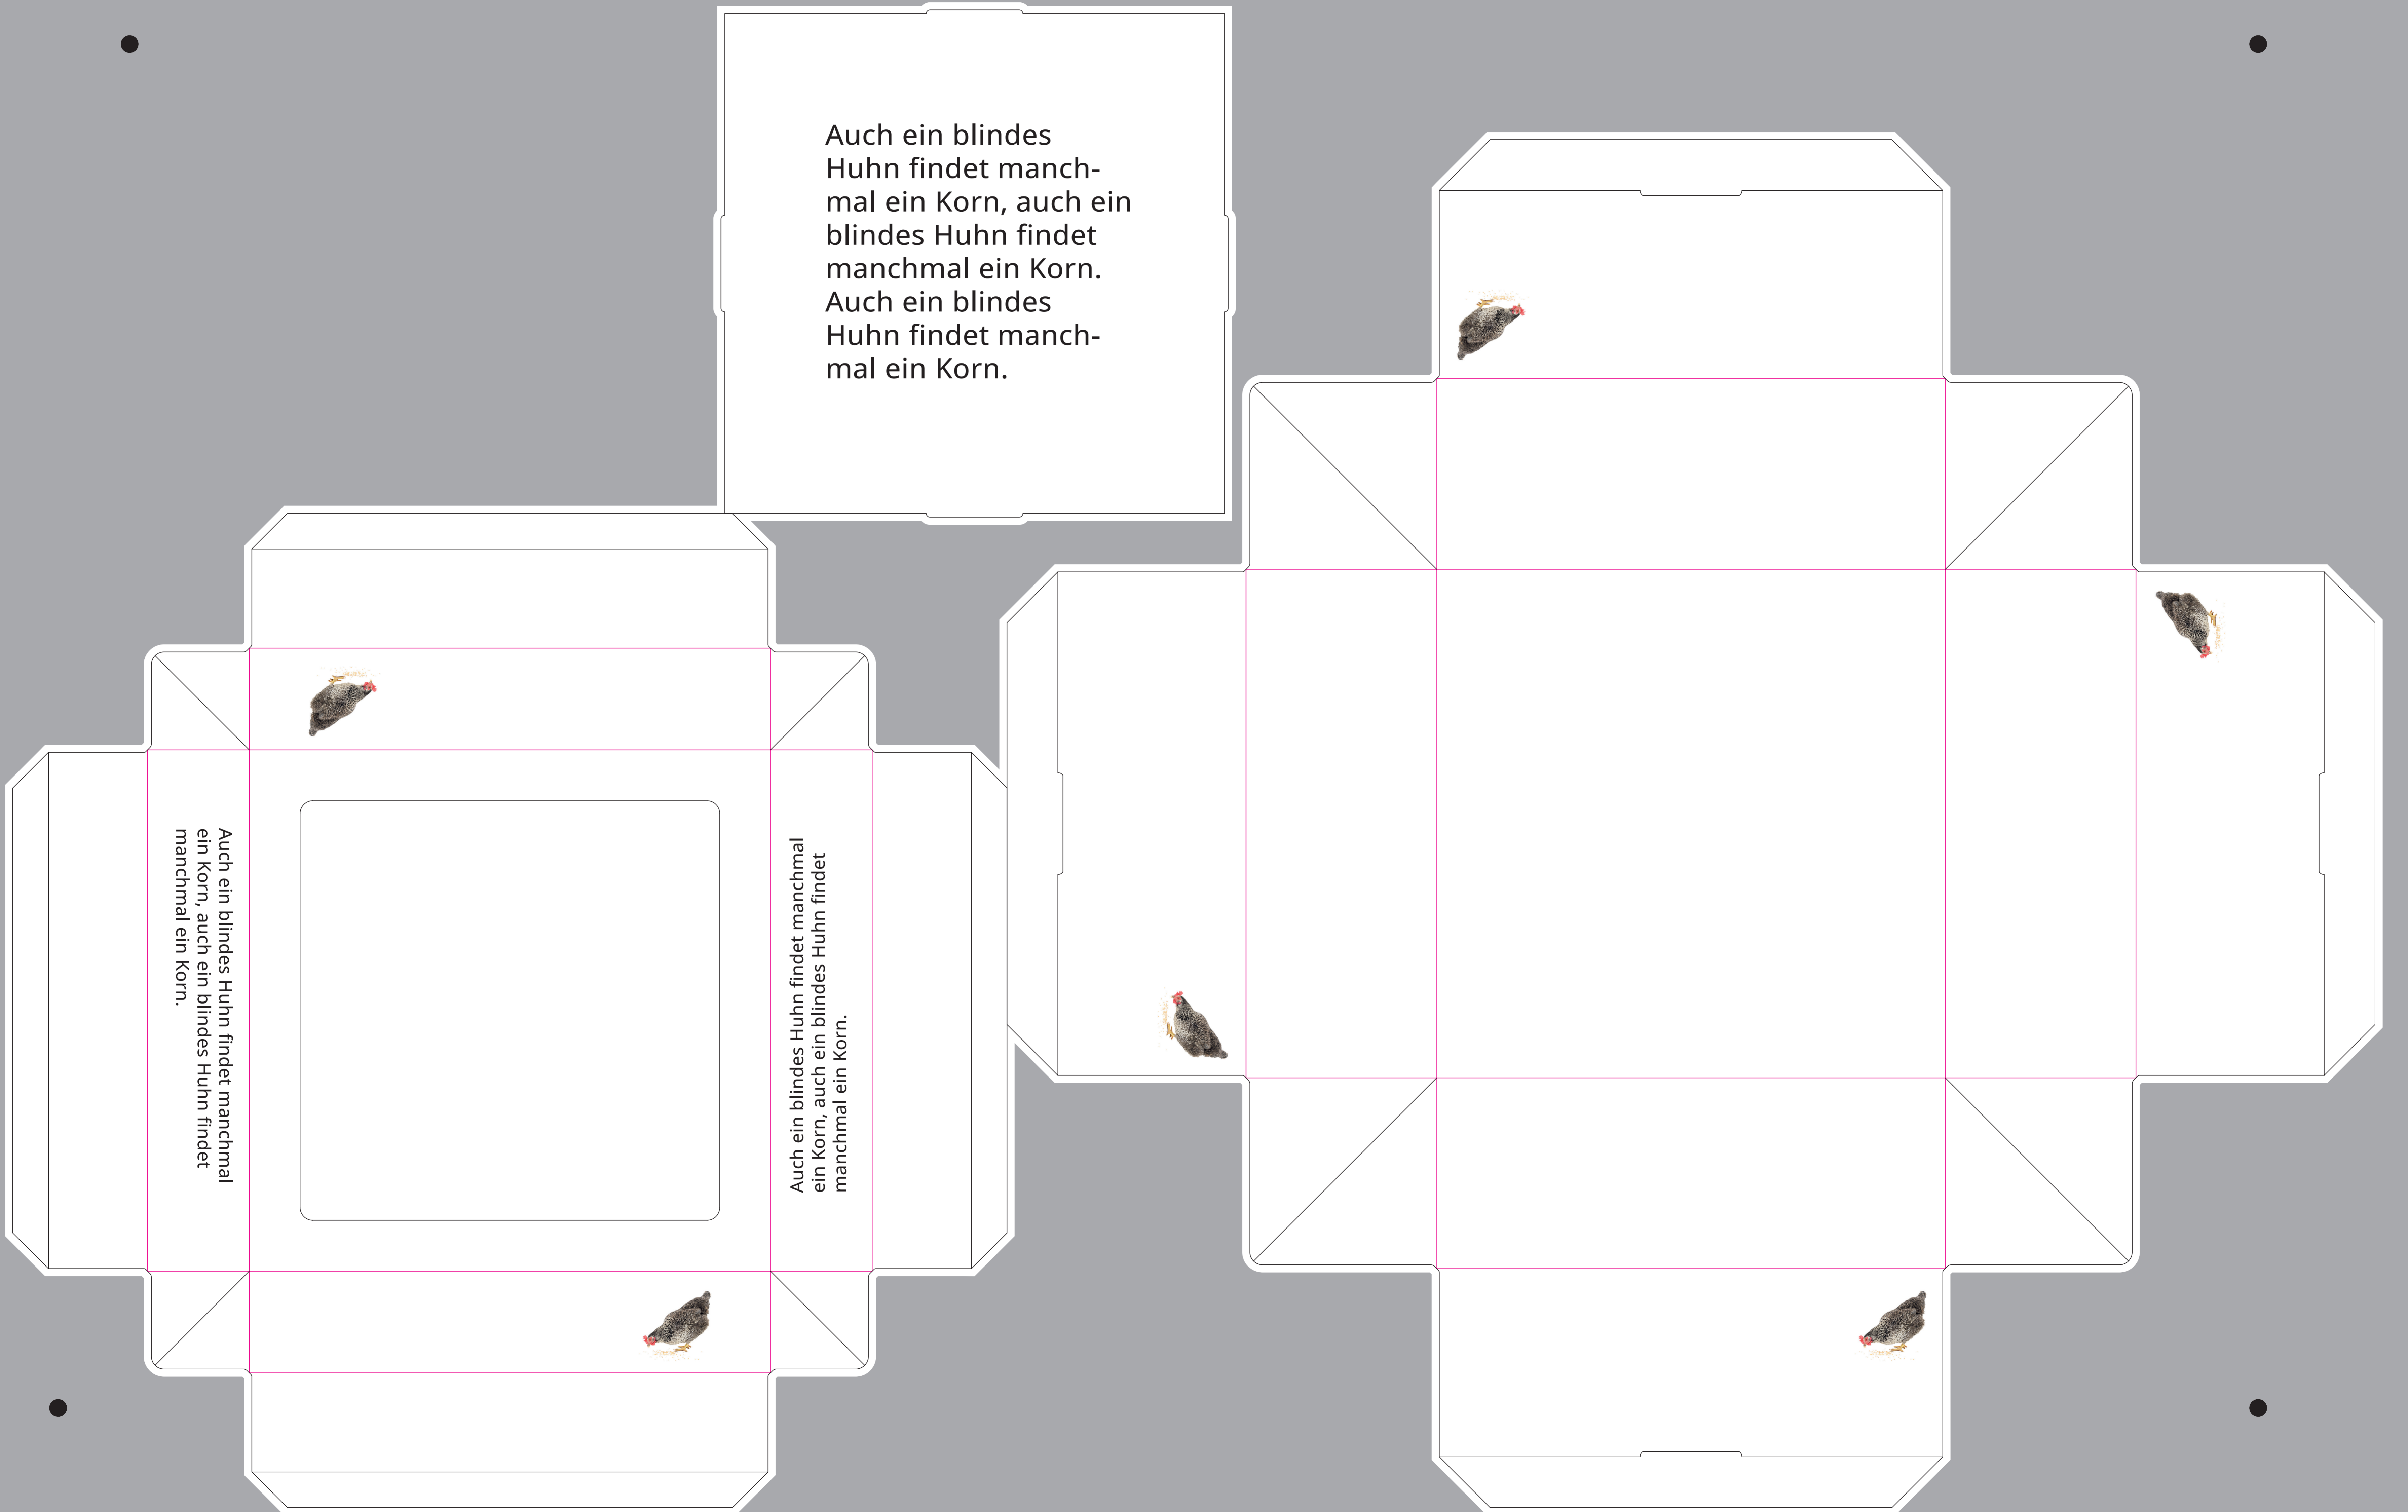 Auch ein blindes
Huhn findet manch-
mal ein Korn, auch ein
blindes Huhn findet
manchmal ein Korn.
Auch ein blindes
Huhn findet manch-
mal ein Korn.
Auch ein blindes Huhn findet manchmal
ein Korn, auch ein blindes Huhn findet
manchmal ein Korn.
Auch ein blindes Huhn findet manchmal
ein Korn, auch ein blindes Huhn findet
manchmal ein Korn.